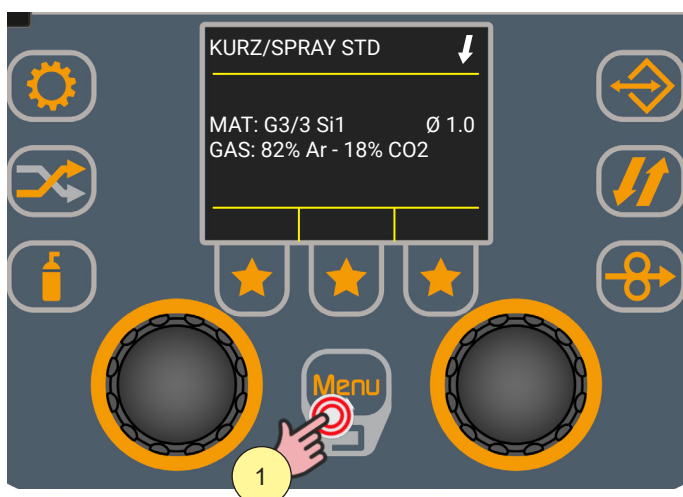 KURZ/SPRAY STD
MAT: G3/3 Si1 Ø 1.0
GAS: 82% Ar - 18% CO2
Menu
1